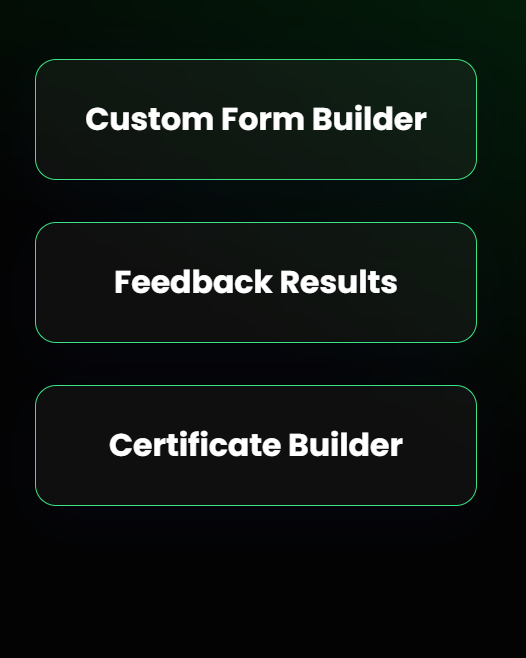 Custom Form Builder
Feedback Results
Certificate Builder